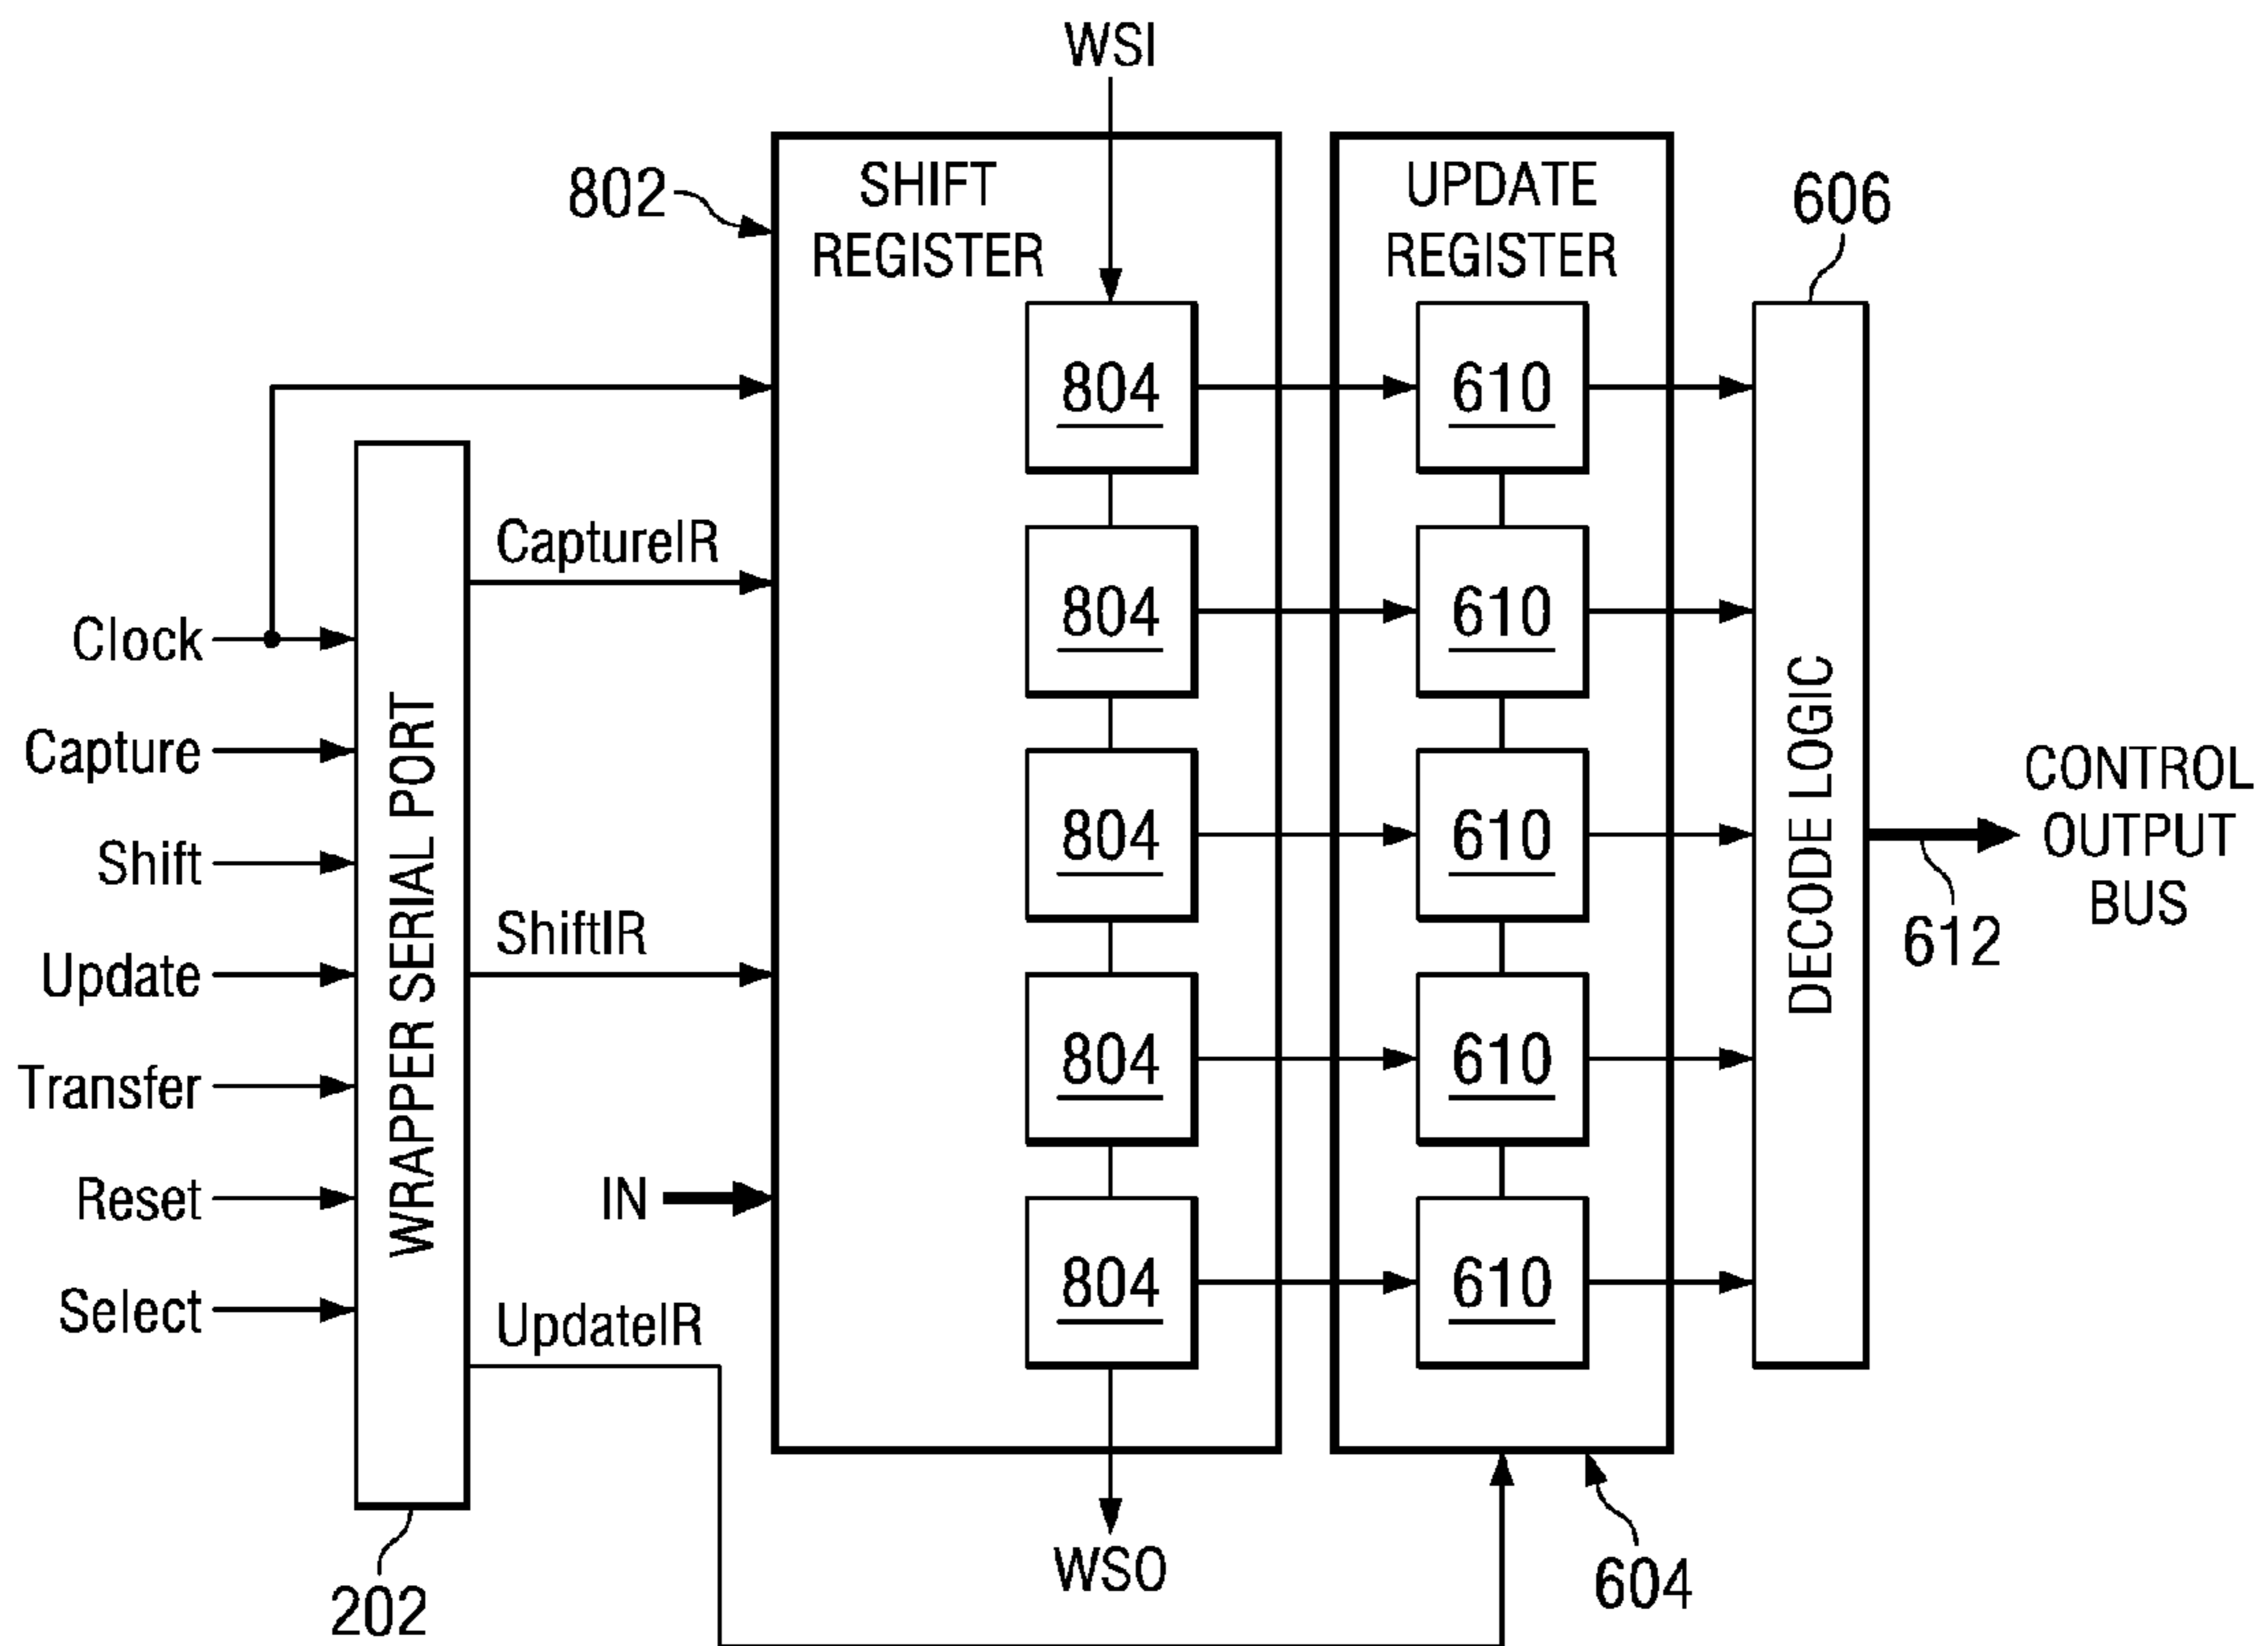 WSI
802
SHIFT
REGISTER
UPDATE
REGISTER
606
804
610
CaptureIR
804
610
Clock
Capture
WRAPPER SERIAL PORT
804
610
DECODE LOGIC
CONTROL
OUTPUT
BUS
612
Shift
ShiftIR
Update
804
610
Transfer
Reset
IN
804
610
Select
UpdateIR
WSO
604
202